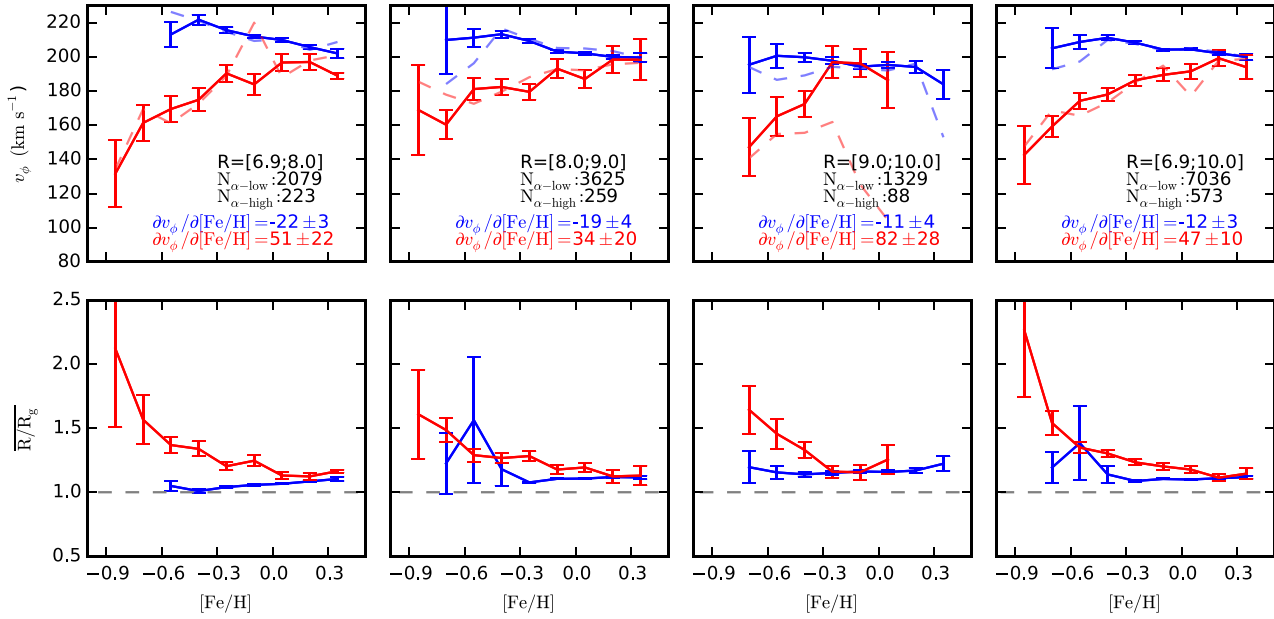 220
200
180
160
140
120
100
80
v_ϕ (km s⁻¹)
R=[6.9;8.0]
N_α−low:2079
N_α−high:223
∂v_ϕ/∂[Fe/H]=-22±3
∂v_ϕ/∂[Fe/H]=51±22
R=[8.0;9.0]
N_α−low:3625
N_α−high:259
∂v_ϕ/∂[Fe/H]=-19±4
∂v_ϕ/∂[Fe/H]=34±20
R=[9.0;10.0]
N_α−low:1329
N_α−high:88
∂v_ϕ/∂[Fe/H]=-11±4
∂v_ϕ/∂[Fe/H]=82±28
R=[6.9;10.0]
N_α−low:7036
N_α−high:573
∂v_ϕ/∂[Fe/H]=-12±3
∂v_ϕ/∂[Fe/H]=47±10
2.5
2.0
1.5
1.0
0.5
R/R_g
−0.9 −0.6 −0.3 0.0 0.3
−0.9 −0.6 −0.3 0.0 0.3
−0.9 −0.6 −0.3 0.0 0.3
−0.9 −0.6 −0.3 0.0 0.3
[Fe/H]
[Fe/H]
[Fe/H]
[Fe/H]